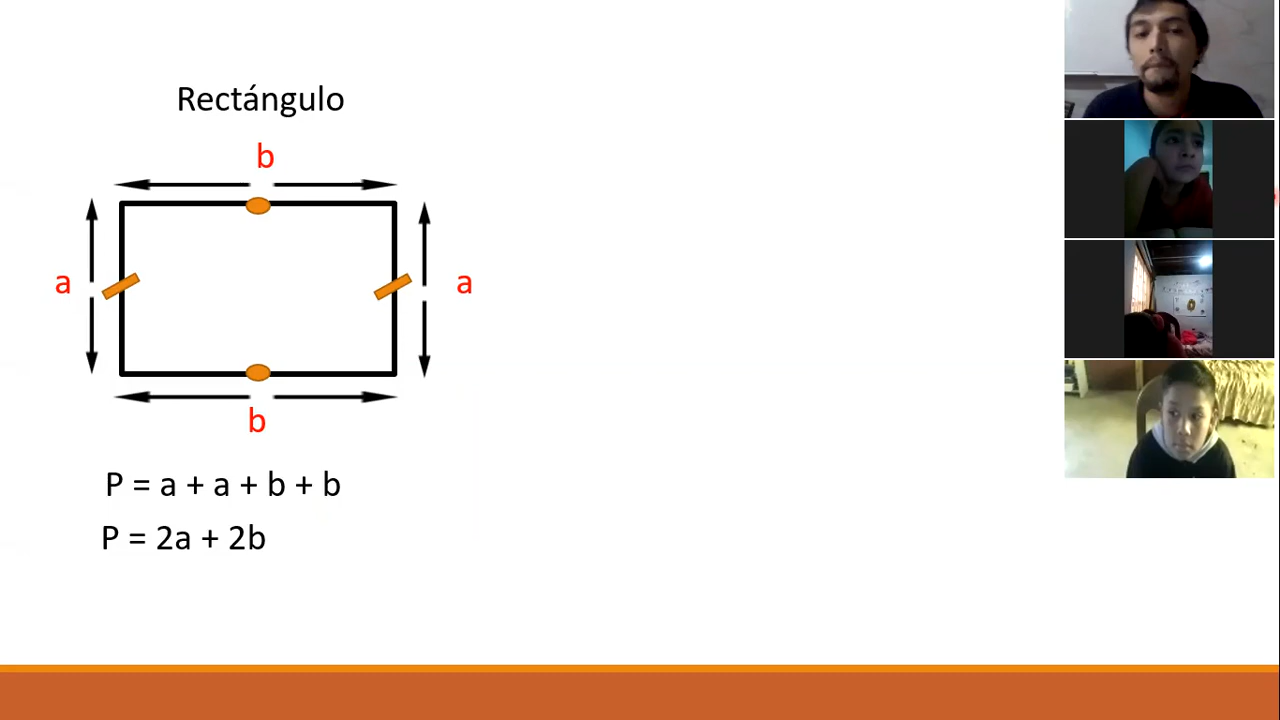 Rectángulo
b
a
a
b
P = a + a + b + b
P = 2a + 2b